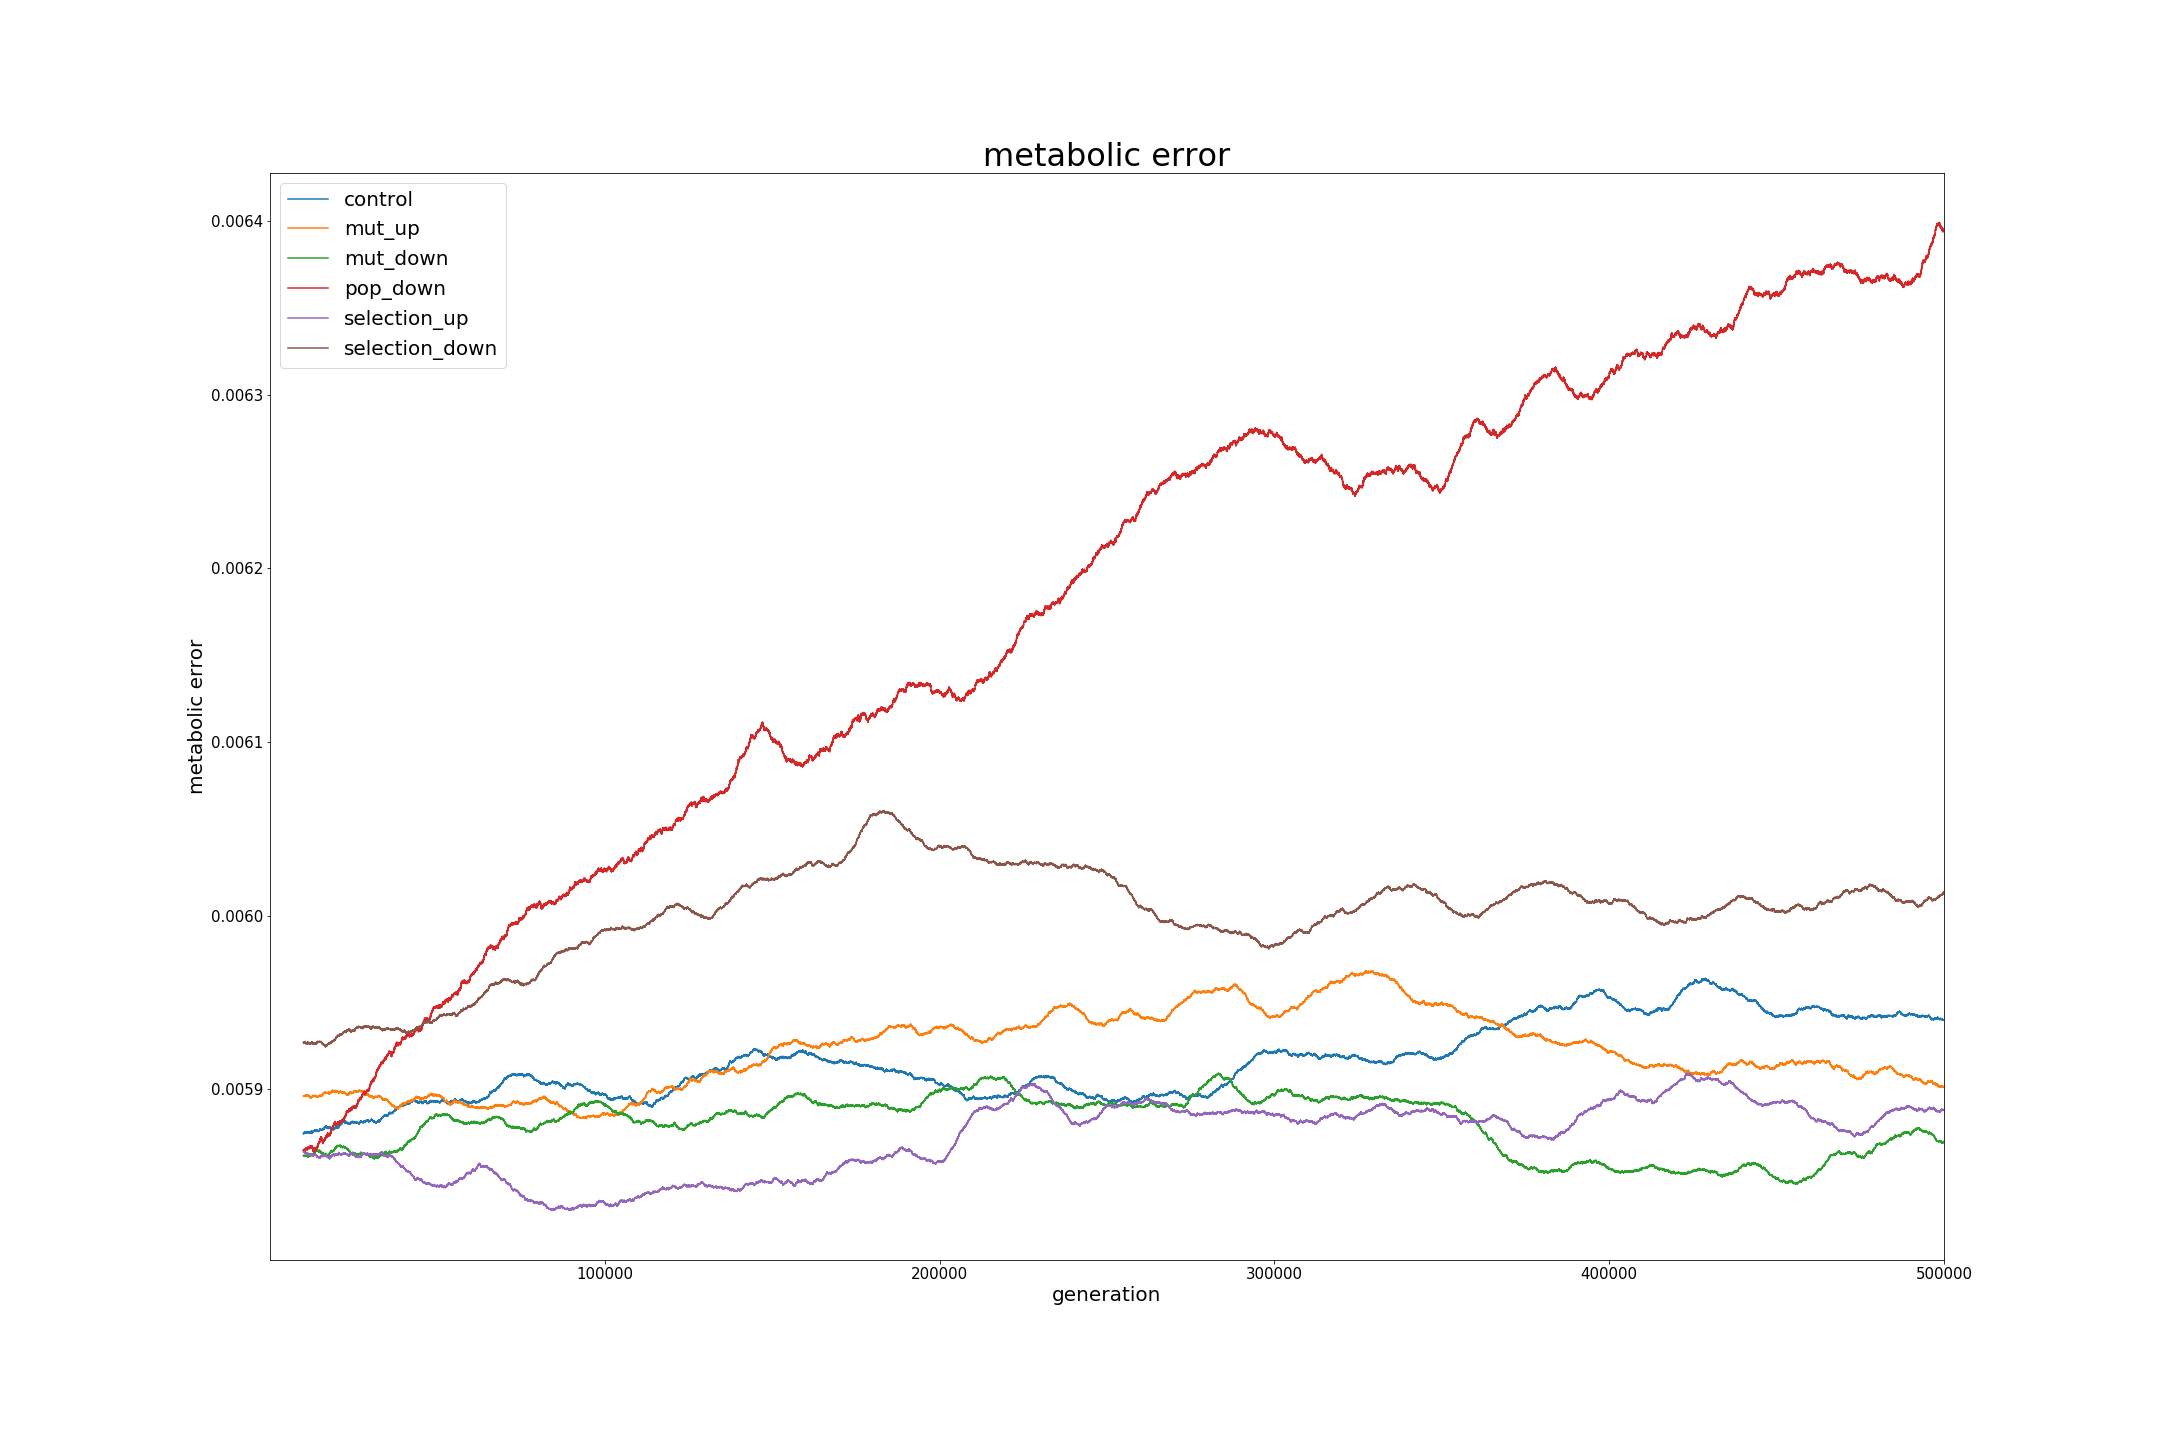 metabolic error
control
mut_up
mut_down
pop_down
selection_up
selection_down
0.0064
0.0063
0.0062
0.0061
0.0060
0.0059
metabolic error
100000
200000
300000
400000
500000
generation